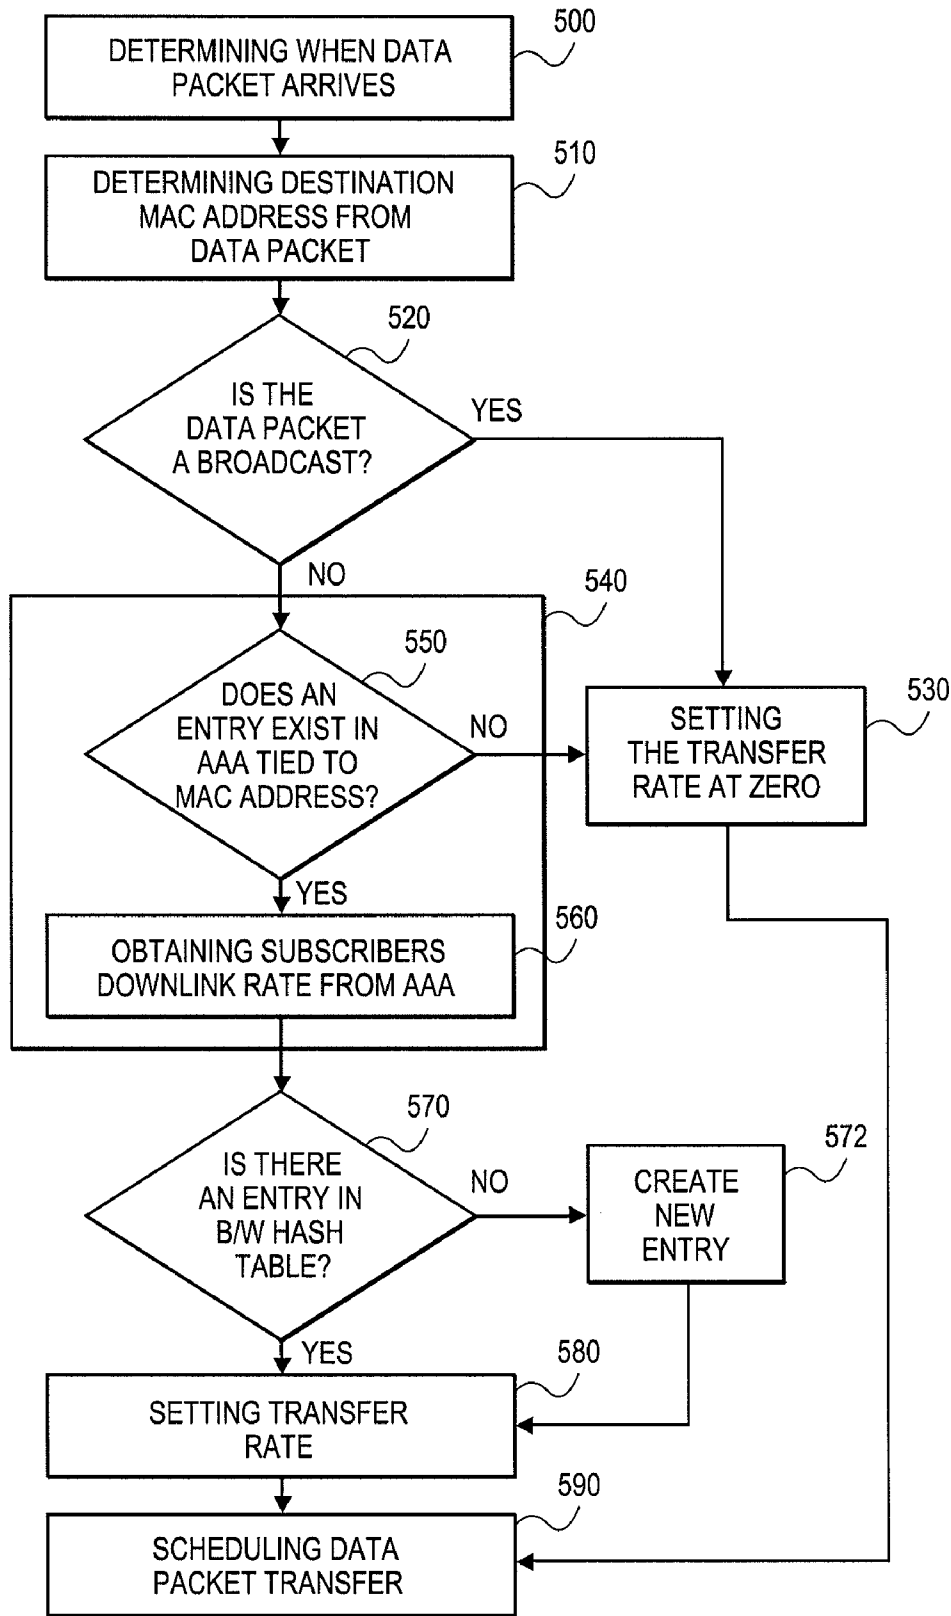 DETERMINING WHEN DATA
PACKET ARRIVES
500
DETERMINING DESTINATION
MAC ADDRESS FROM
DATA PACKET
510
IS THE
DATA PACKET
A BROADCAST?
520
YES
NO
540
DOES AN
ENTRY EXIST IN
AAA TIED TO
MAC ADDRESS?
550
NO
SETTING
THE TRANSFER
RATE AT ZERO
530
YES
OBTAINING SUBSCRIBERS
DOWNLINK RATE FROM AAA
560
IS THERE
AN ENTRY IN
B/W HASH
TABLE?
570
NO
CREATE
NEW
ENTRY
572
YES
SETTING TRANSFER
RATE
580
SCHEDULING DATA
PACKET TRANSFER
590